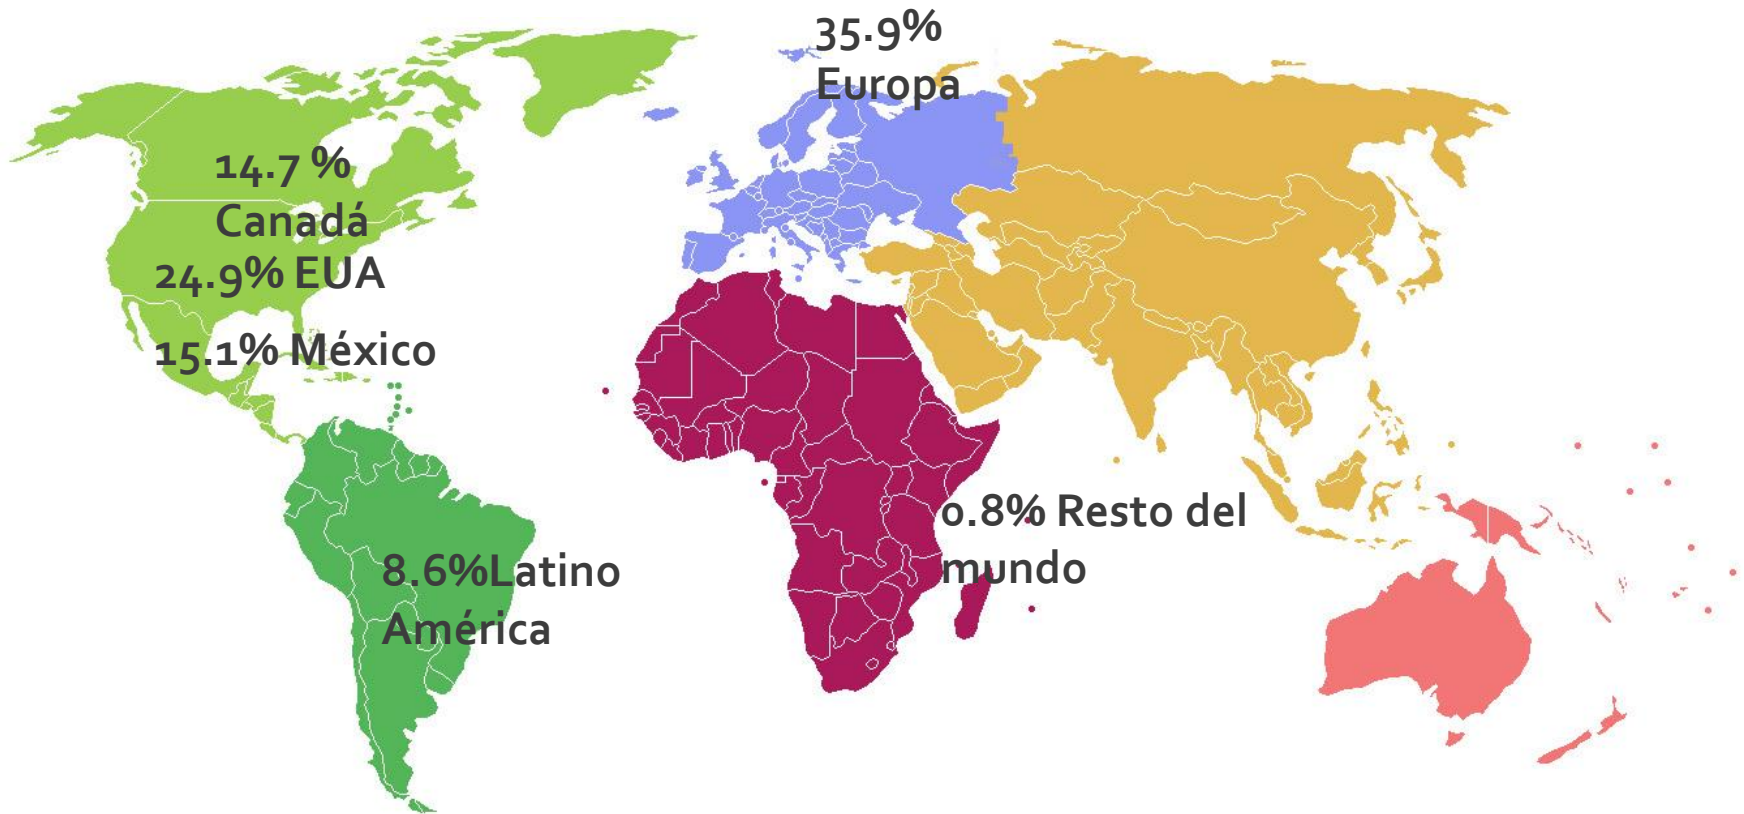 35.9%
Europa
14.7 %
Canadá
24.9% EUA
15.1% México
0.8% Resto del
mundo
8.6%Latino
América